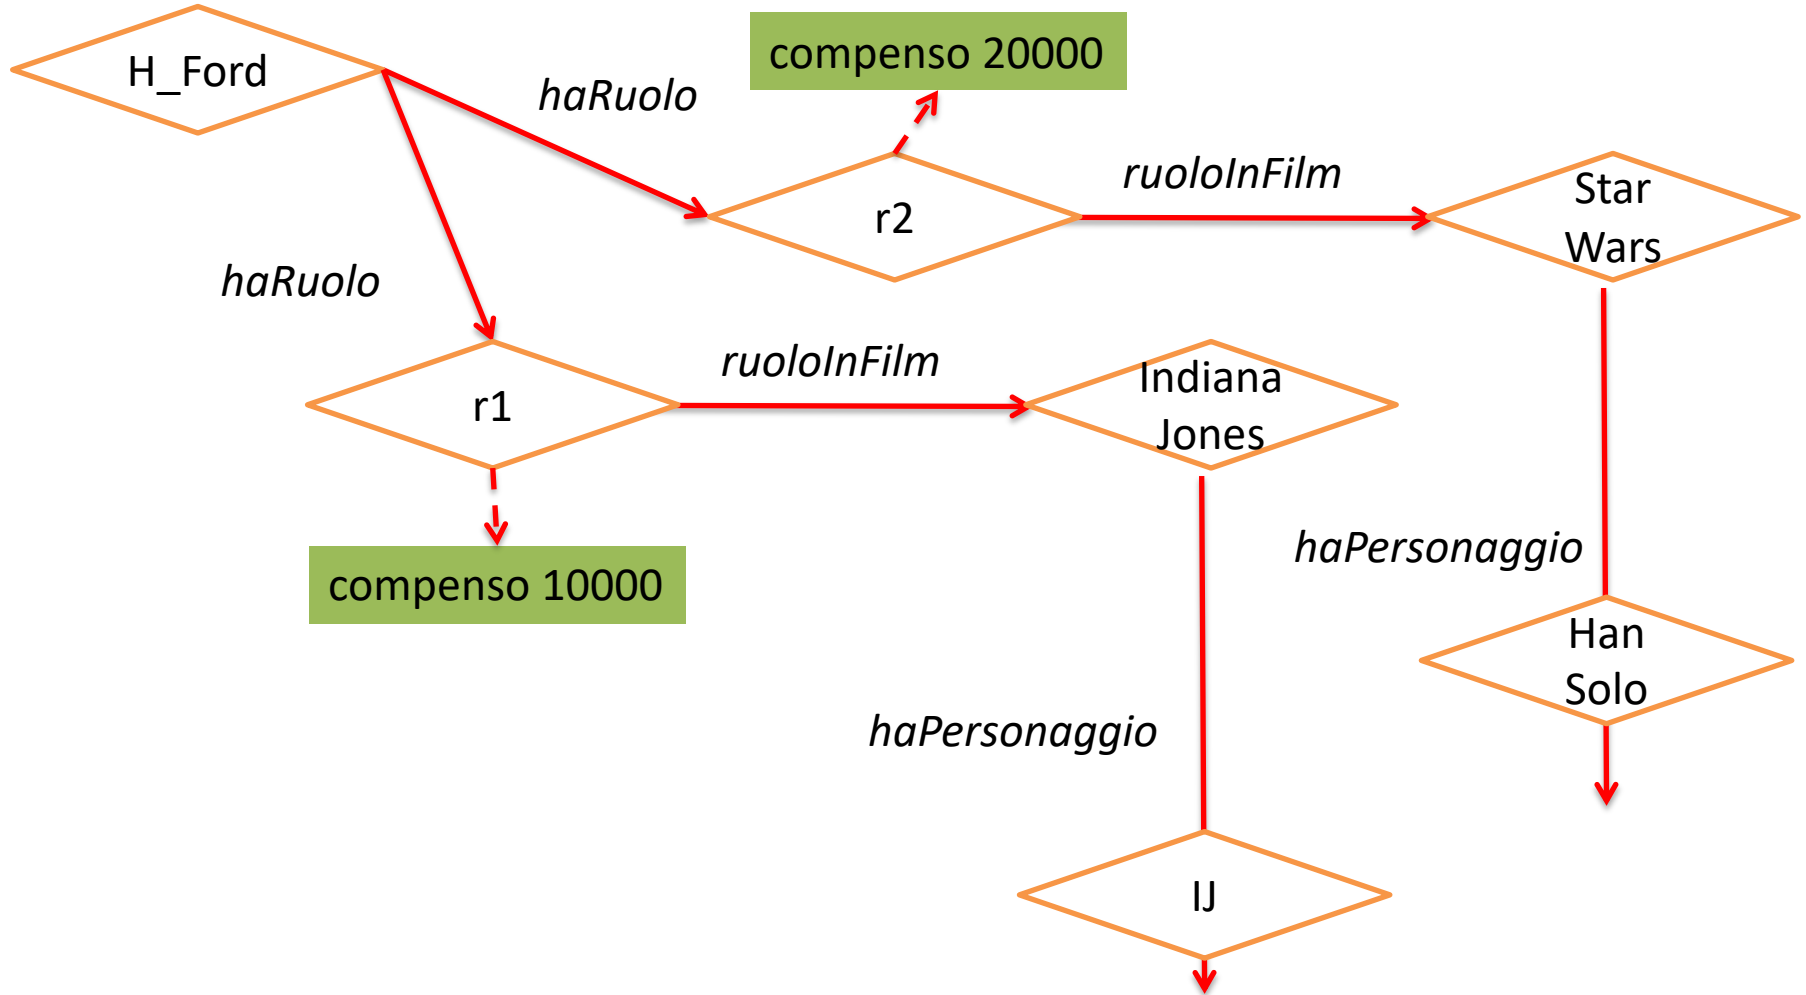 H_Ford
compenso 20000
haRuolo
ruoloInFilm
Star
Wars
r2
haRuolo
ruoloInFilm
Indiana
Jones
r1
haPersonaggio
compenso 10000
Han
Solo
haPersonaggio
IJ